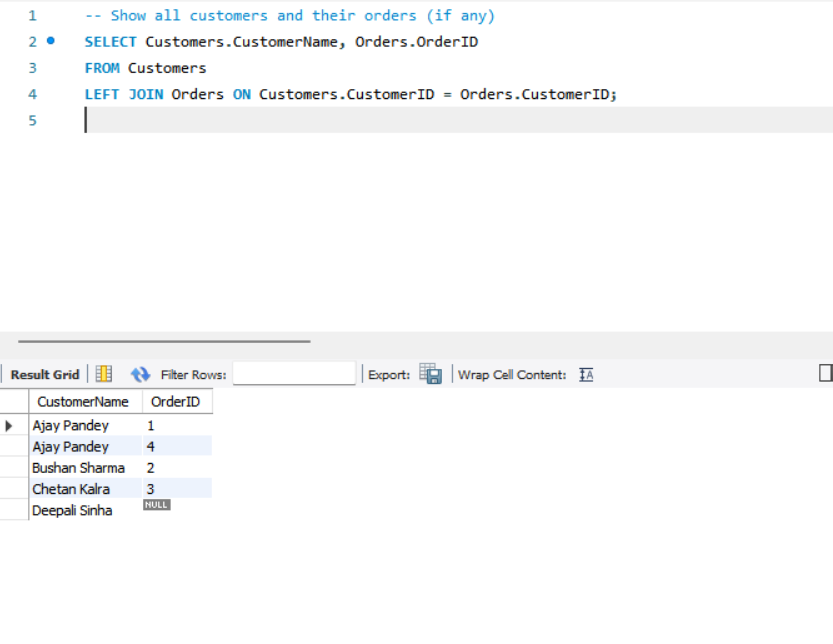 1 -- Show all customers and their orders (if any)
2 SELECT Customers.CustomerName, Orders.OrderID
3 FROM Customers
4 LEFT JOIN Orders ON Customers.CustomerID = Orders.CustomerID;
5
Result Grid Filter Rows: Export: Wrap Cell Content: IA
CustomerName OrderID
Ajay Pandey 1
Ajay Pandey 4
Bushan Sharma 2
Chetan Kalra 3
Deepali Sinha NULL